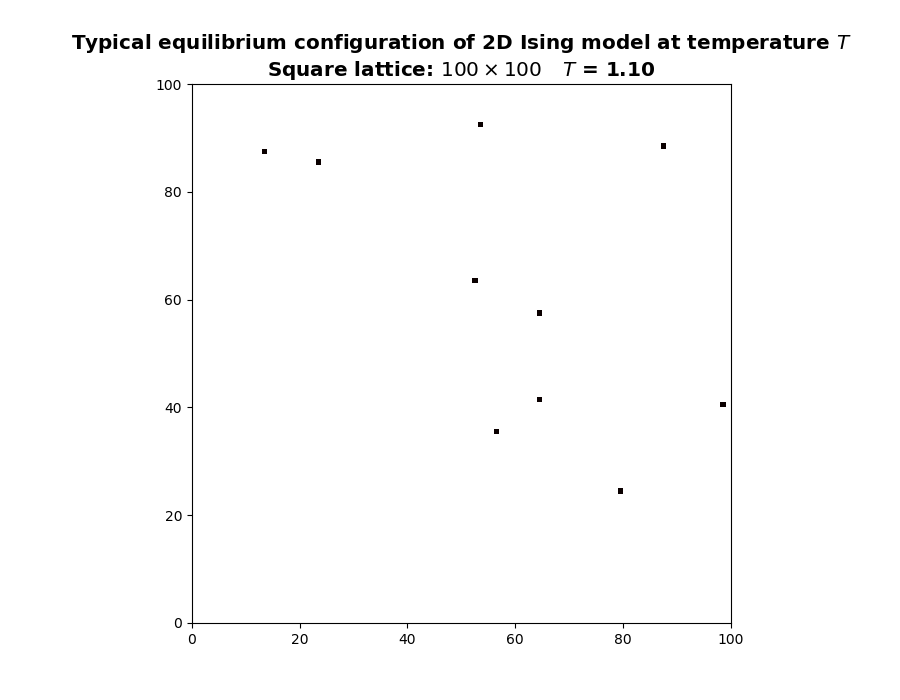 Typical equilibrium configuration of 2D Ising model at temperature T
Square lattice: 100 × 100 T = 1.10
100
80
60
40
20
0
0 20 40 60 80 100